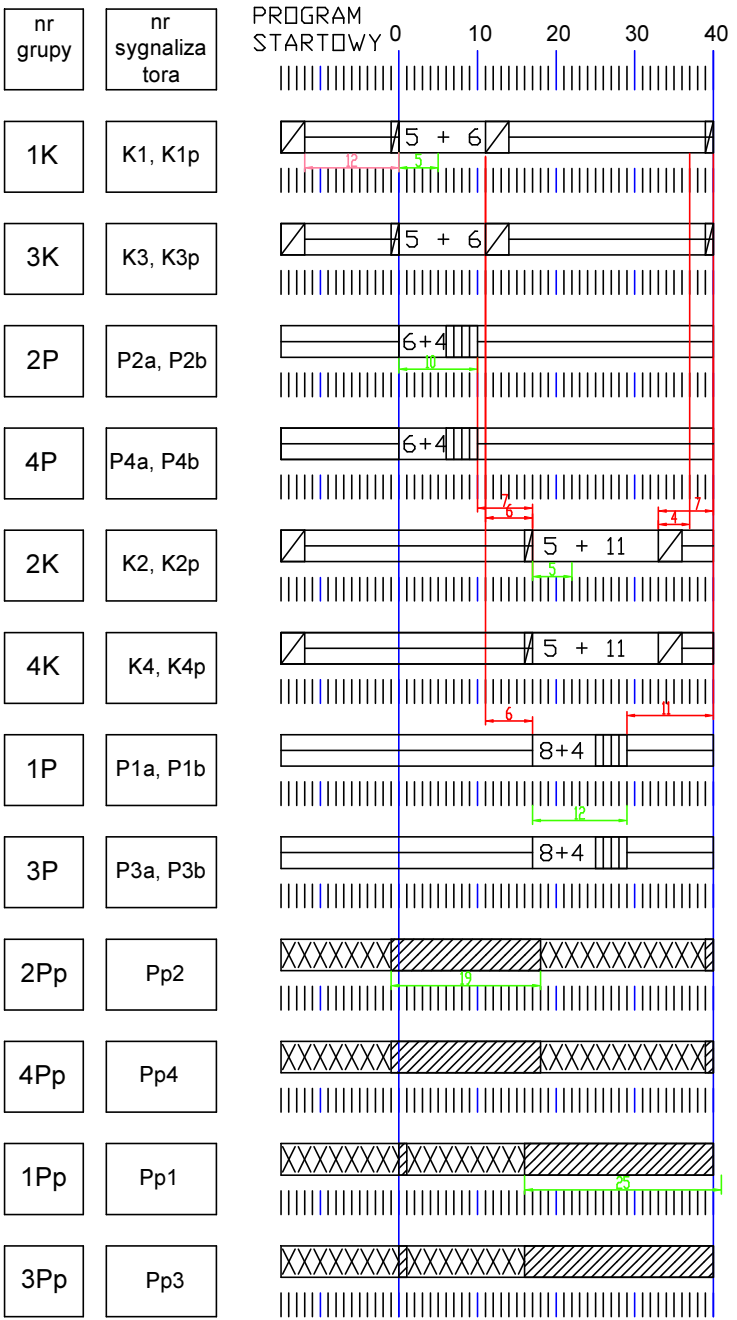 nr grupy
nr sygnaliza tora
PROGRAM STARTOWY
0 10 20 30 40
1K
K1, K1p
5 + 6
12
5
3K
K3, K3p
5 + 6
2P
P2a, P2b
6+4
10
4P
P4a, P4b
6+4
7
7
6
4
2K
K2, K2p
5 + 11
5
4K
K4, K4p
5 + 11
6
11
1P
P1a, P1b
8+4
12
3P
P3a, P3b
8+4
2Pp
Pp2
19
4Pp
Pp4
1Pp
Pp1
25
3Pp
Pp3